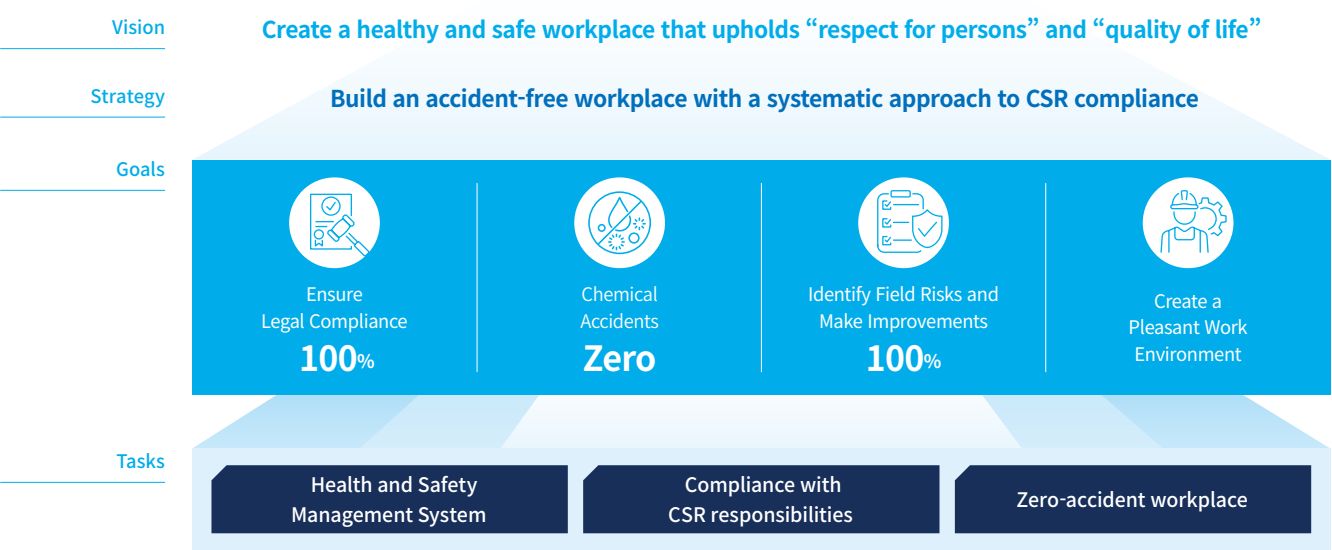 Vision
Create a healthy and safe workplace that upholds “respect for persons” and “quality of life”
Strategy
Build an accident-free workplace with a systematic approach to CSR compliance
Goals
Ensure
Legal Compliance
100%
Chemical
Accidents
Zero
Identify Field Risks and
Make Improvements
100%
Create a
Pleasant Work
Environment
Tasks
Health and Safety
Management System
Compliance with
CSR responsibilities
Zero-accident workplace